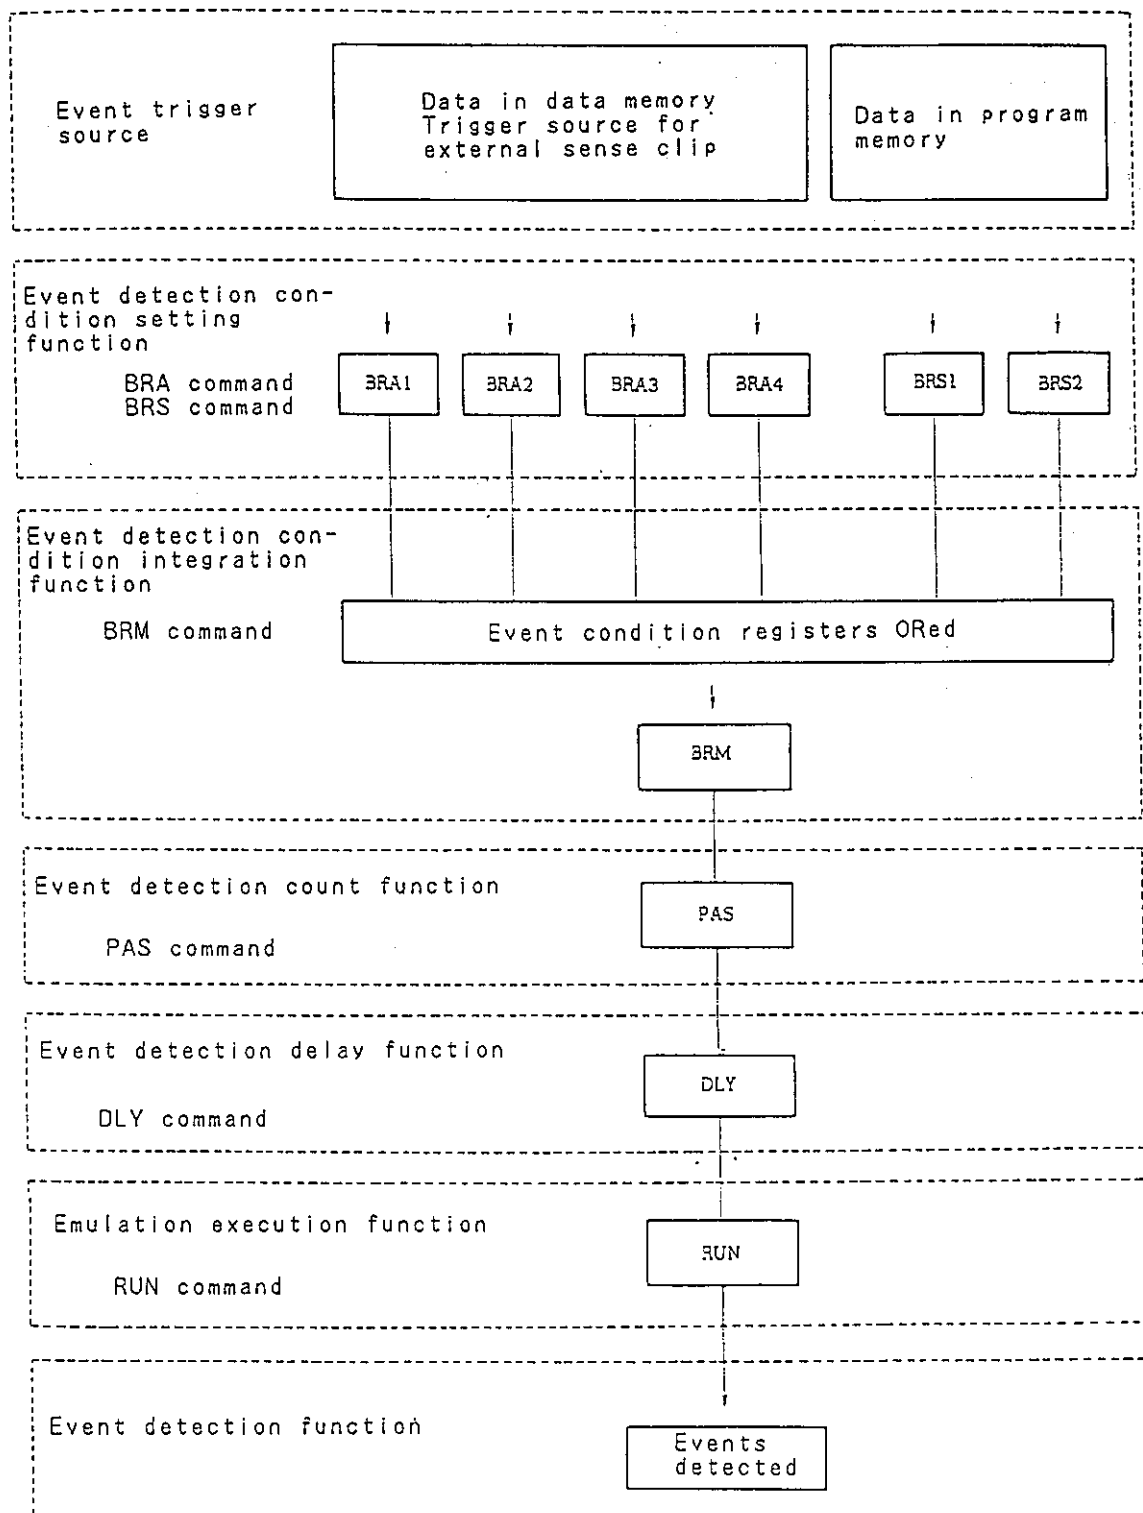 Event trigger
source
Data in data memory
Trigger source for
external sense clip
Data in program
memory
Event detection con-
dition setting
function
BRA command
BRS command
BRA1
BRA2
BRA3
BRA4
BRS1
BRS2
Event detection con-
dition integration
function
BRM command
Event condition registers ORed
BRM
Event detection count function
PAS command
PAS
Event detection delay function
DLY command
DLY
Emulation execution function
RUN command
RUN
Event detection function
Events
detected